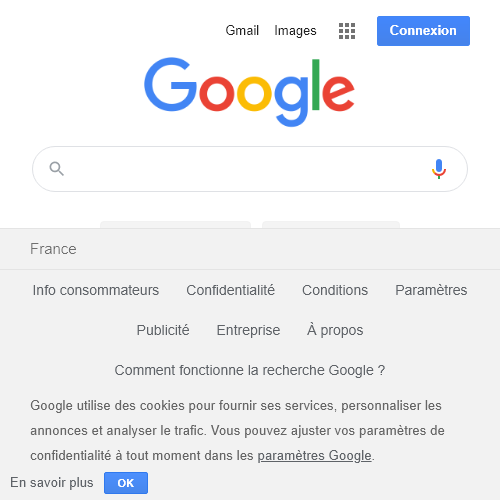 Gmail Images Connexion
Google
France
Info consommateurs Confidentialité Conditions Paramètres
Publicité Entreprise À propos
Comment fonctionne la recherche Google ?
Google utilise des cookies pour fournir ses services, personnaliser les
annonces et analyser le trafic. Vous pouvez ajuster vos paramètres de
confidentialité à tout moment dans les paramètres Google.
En savoir plus OK